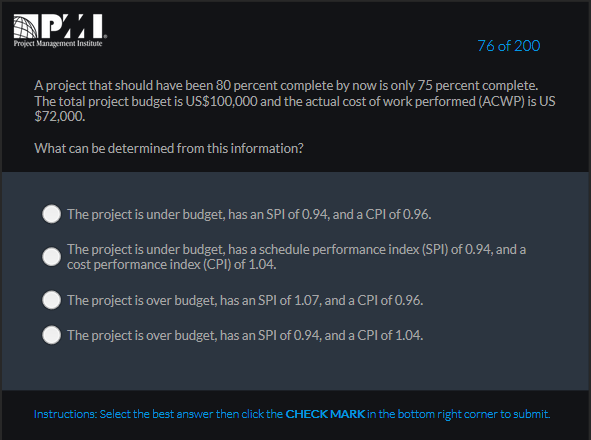 PMI.
Project Management Institute
76 of 200
A project that should have been 80 percent complete by now is only 75 percent complete.
The total project budget is US$100,000 and the actual cost of work performed (ACWP) is US
$72,000.
What can be determined from this information?
The project is under budget, has an SPI of 0.94, and a CPI of 0.96.
The project is under budget, has a schedule performance index (SPI) of 0.94, and a
cost performance index (CPI) of 1.04.
The project is over budget, has an SPI of 1.07, and a CPI of 0.96.
The project is over budget, has an SPI of 0.94, and a CPI of 1.04.
Instructions: Select the best answer then click the CHECK MARK in the bottom right corner to submit.